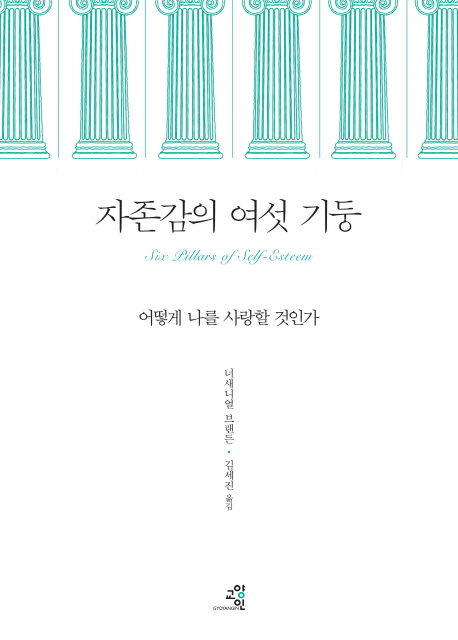 자존감의 여섯 기둥
Six Pillars of Self-Esteem
어떻게 나를 사랑할 것인가
너새니얼 브랜든 · 김세진 옮김
교양인
GYOYANGIN